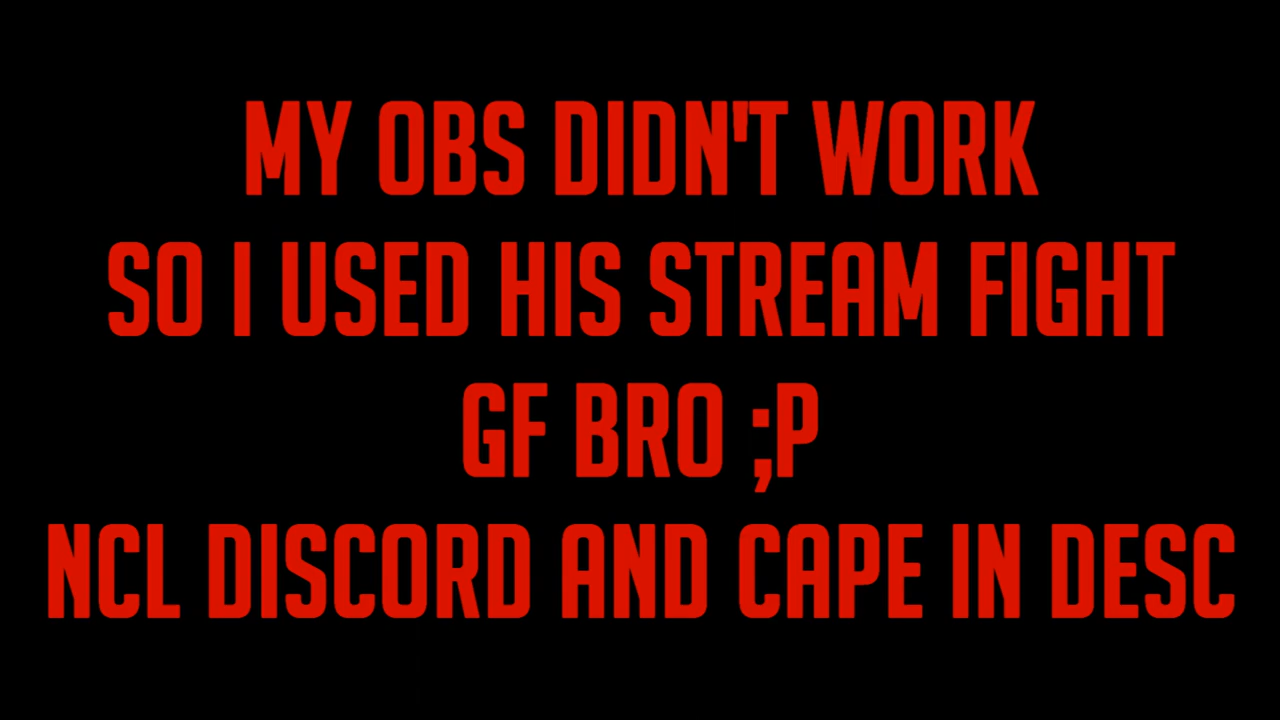 MY OBS DIDN'T WORK
SO I USED HIS STREAM FIGHT
GF BRO ;P
NCL DISCORD AND CAPE IN DESC